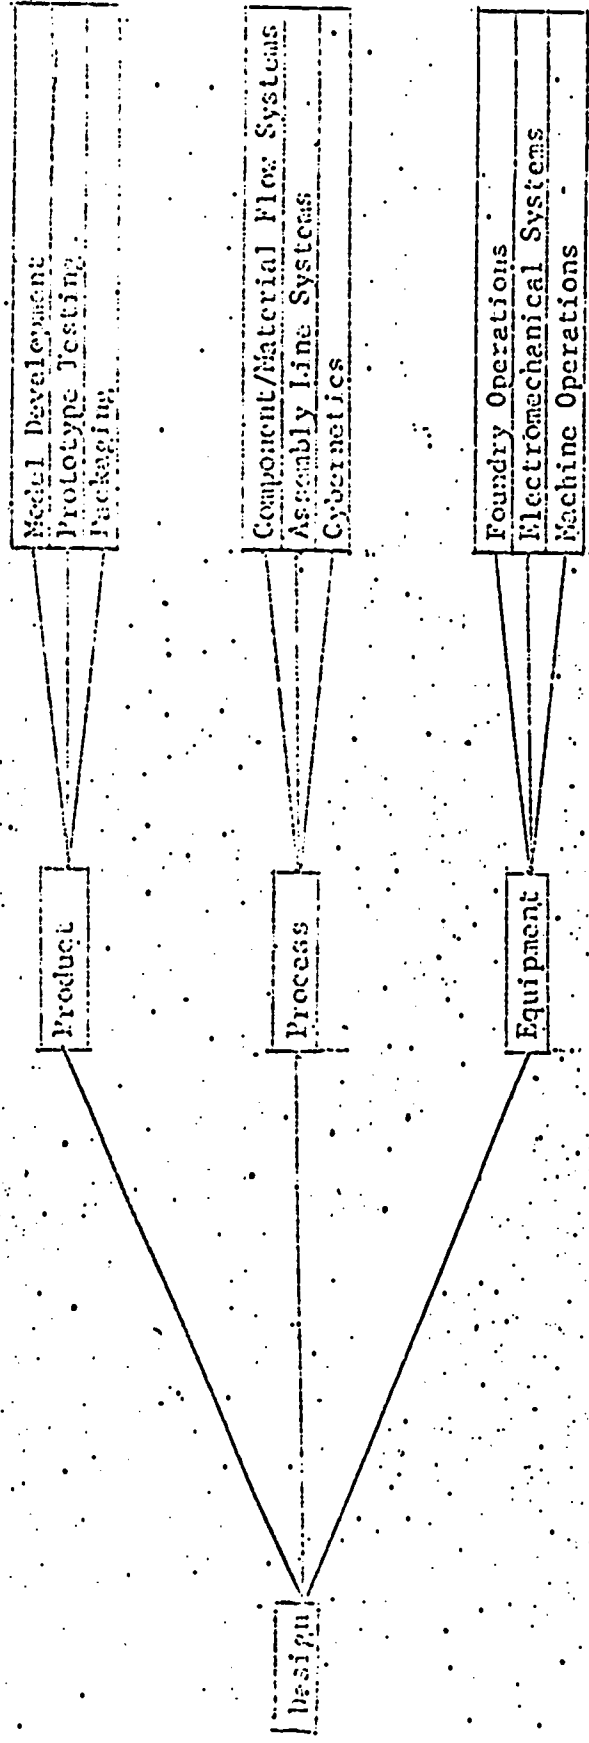 Design
Product
Model Development
Prototype Testing
Packaging
Process
Component/Material Flow Systems
Assembly Line Systems
Cybernetics
Equipment
Foundry Operations
Electromechanical Systems
Machine Operations